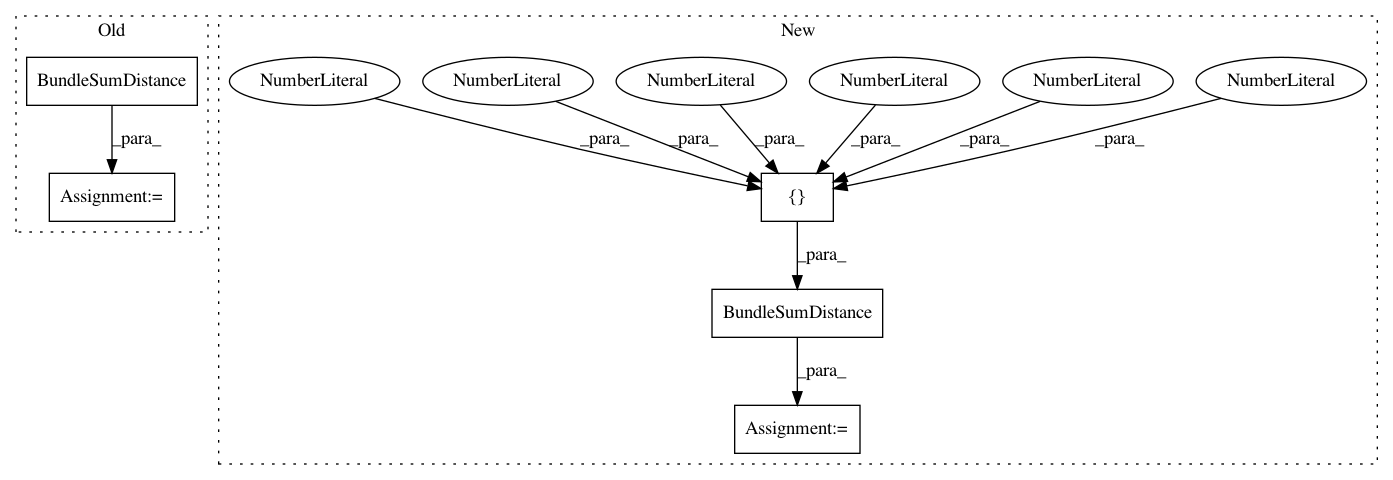 Old
New
BundleSumDistance
NumberLiteral
NumberLiteral
NumberLiteral
NumberLiteral
NumberLiteral
NumberLiteral
_para_
_para_
_para_
_para_
_para_
_para_
_para_
Assignment:=
{}
_para_
BundleSumDistance
_para_
Assignment:=